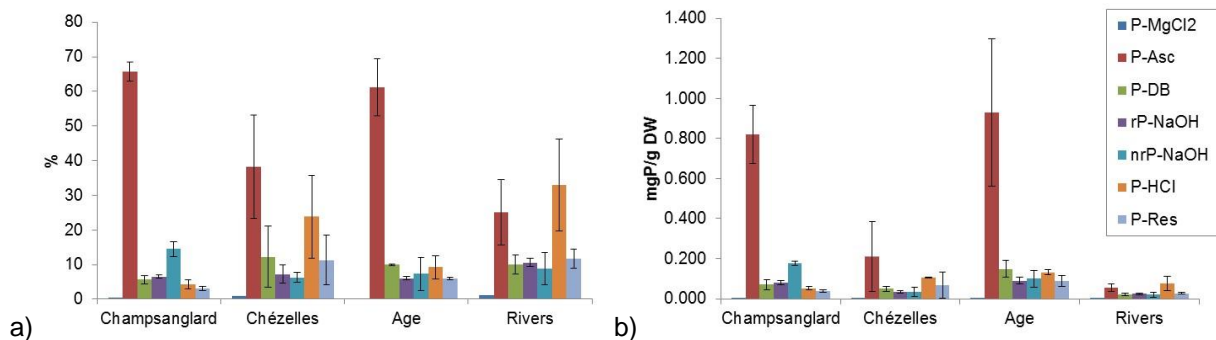 80
70
60
50
40
30
20
10
0
%
Champsanglard Chézelles Age Rivers
a)
1.400
1.200
1.000
0.800
0.600
0.400
0.200
0.000
mgP/g DW
Champsanglard Chézelles Age Rivers
b)
P-MgCl2
P-Asc
P-DB
rP-NaOH
nrP-NaOH
P-HCl
P-Res